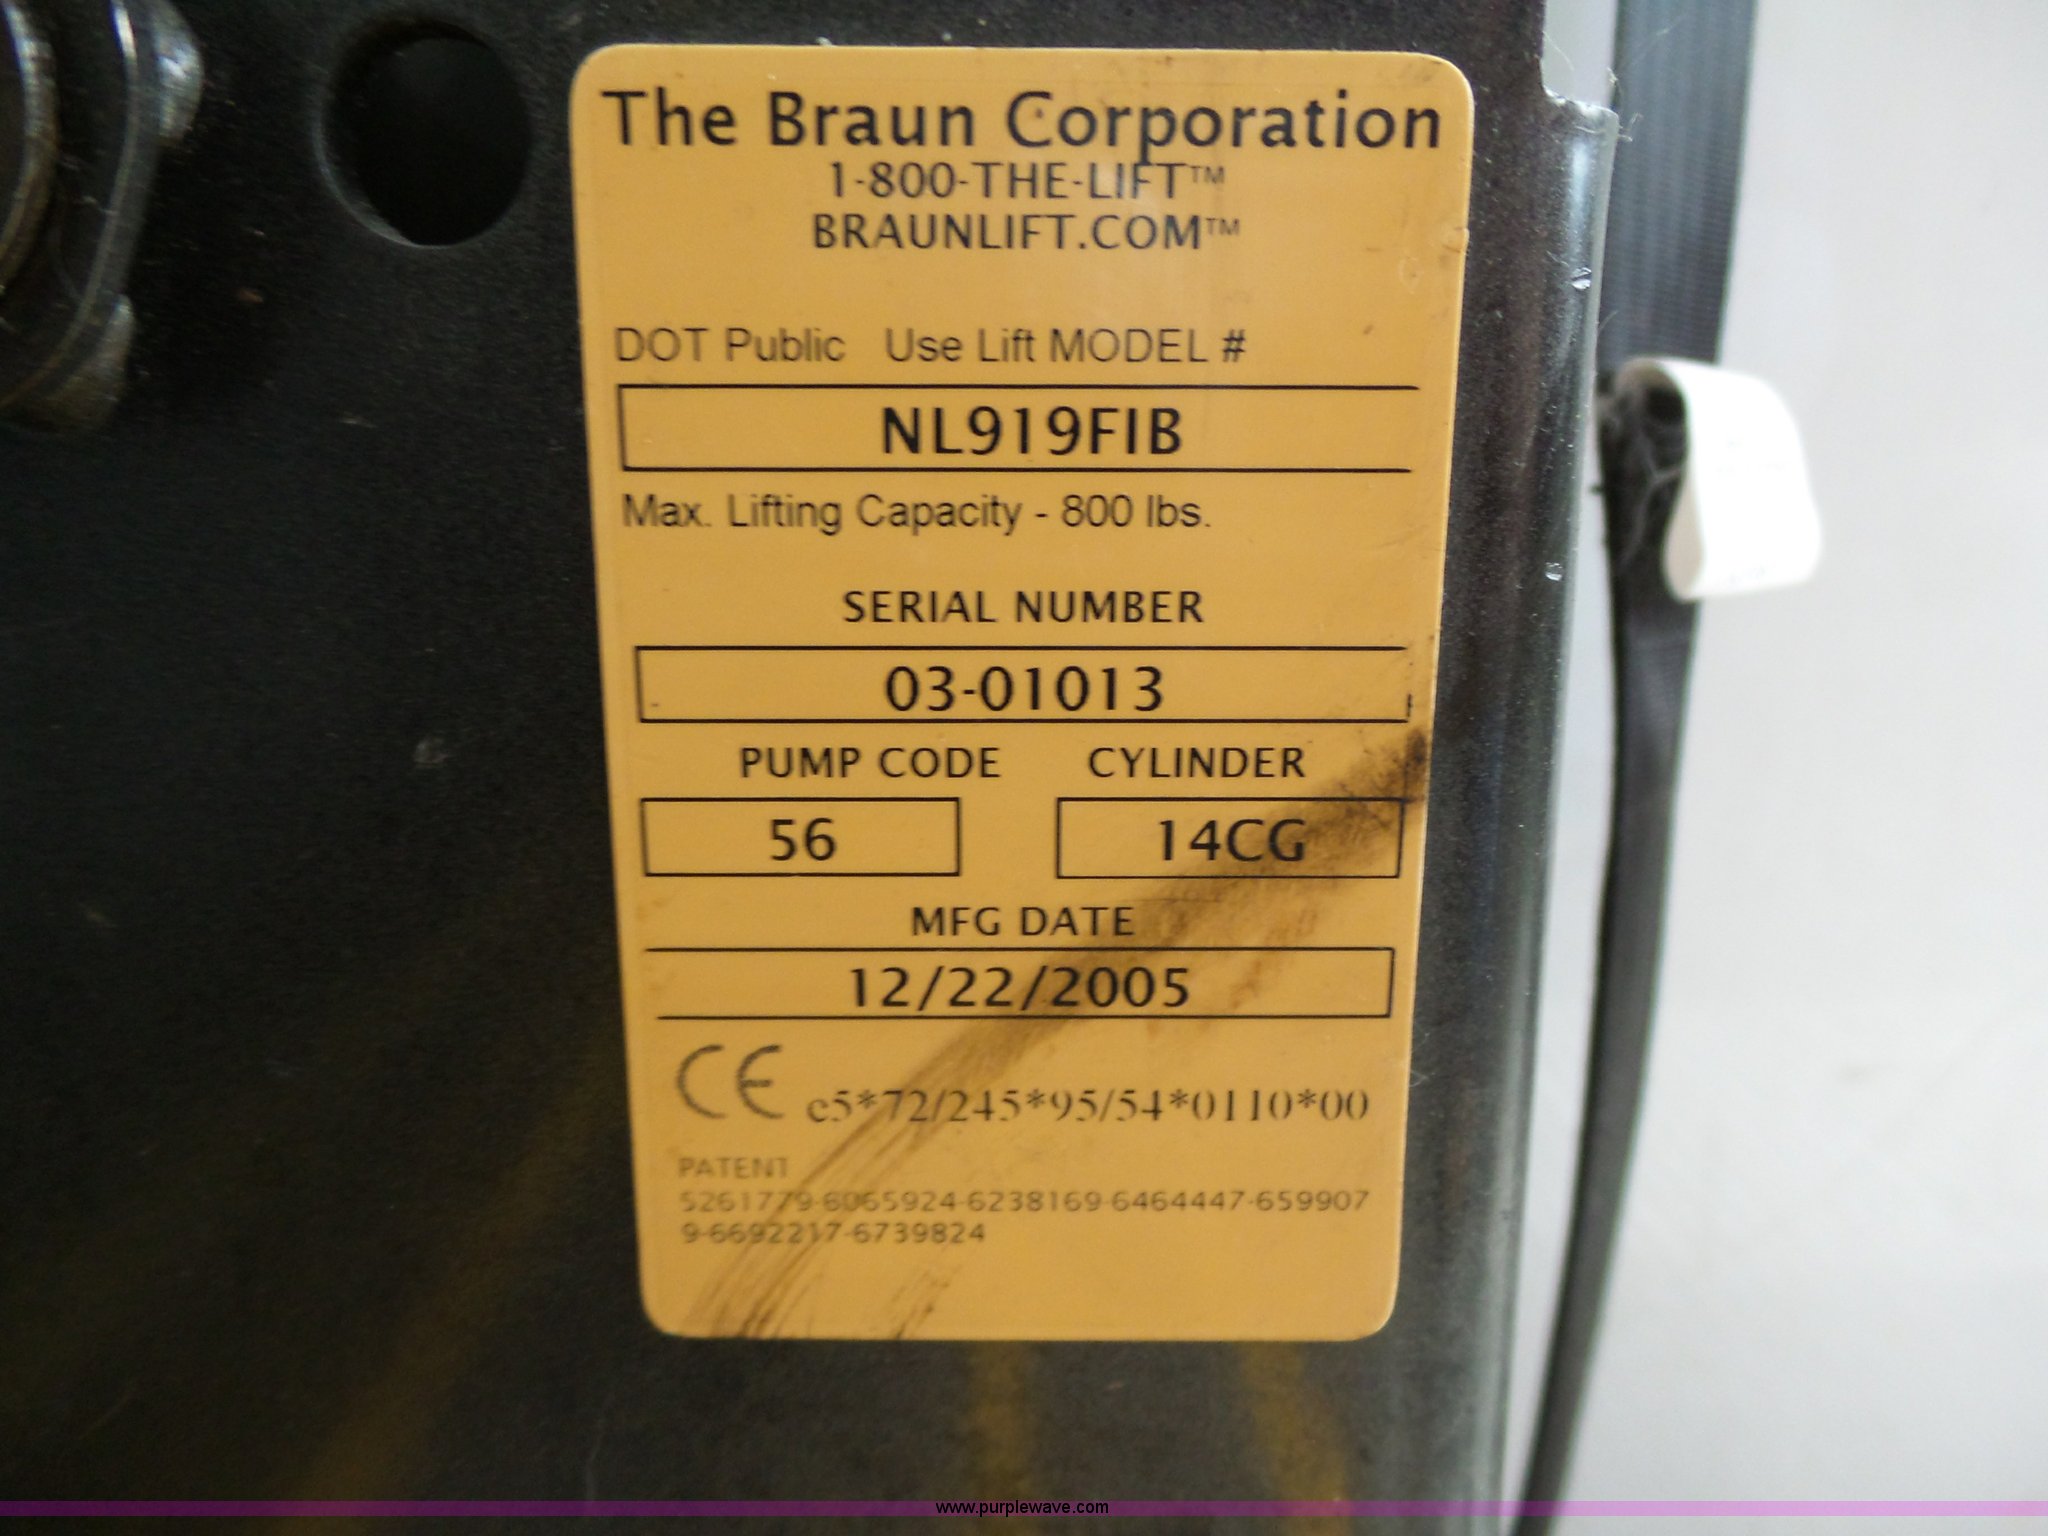 The Braun Corporation
1-800-THE-LIFT™
BRAUNLIFT.COM™
DOT Public Use Lift MODEL #
NL919FIB
Max. Lifting Capacity - 800 lbs.
SERIAL NUMBER
03-01013
PUMP CODE CYLINDER
56 14CG
MFG DATE
12/22/2005
CE e5*72/245*95/54*0110*00
PATENT
5261779-6065924-6238169-6464447-659907
9-6692217-6739824
www.purplewave.com